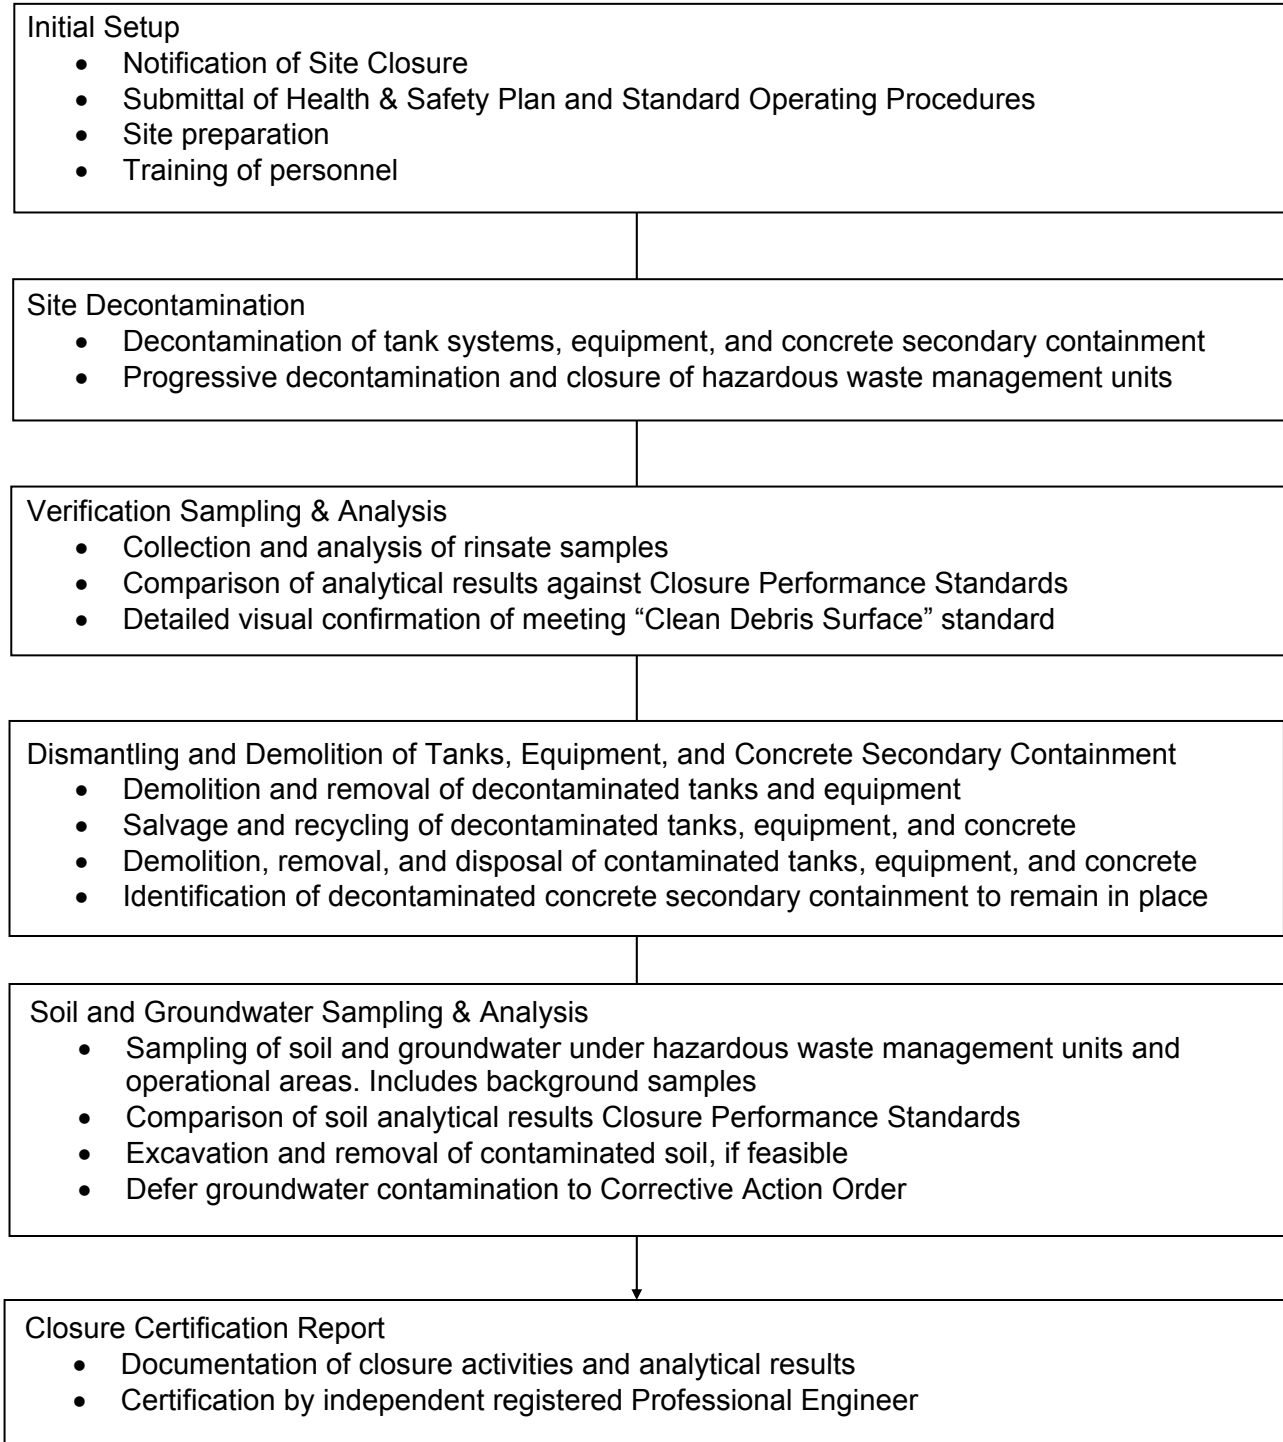 Initial Setup
• Notification of Site Closure
• Submittal of Health & Safety Plan and Standard Operating Procedures
• Site preparation
• Training of personnel
Site Decontamination
• Decontamination of tank systems, equipment, and concrete secondary containment
• Progressive decontamination and closure of hazardous waste management units
Verification Sampling & Analysis
• Collection and analysis of rinsate samples
• Comparison of analytical results against Closure Performance Standards
• Detailed visual confirmation of meeting “Clean Debris Surface” standard
Dismantling and Demolition of Tanks, Equipment, and Concrete Secondary Containment
• Demolition and removal of decontaminated tanks and equipment
• Salvage and recycling of decontaminated tanks, equipment, and concrete
• Demolition, removal, and disposal of contaminated tanks, equipment, and concrete
• Identification of decontaminated concrete secondary containment to remain in place
Soil and Groundwater Sampling & Analysis
• Sampling of soil and groundwater under hazardous waste management units and
operational areas. Includes background samples
• Comparison of soil analytical results Closure Performance Standards
• Excavation and removal of contaminated soil, if feasible
• Defer groundwater contamination to Corrective Action Order
Closure Certification Report
• Documentation of closure activities and analytical results
• Certification by independent registered Professional Engineer